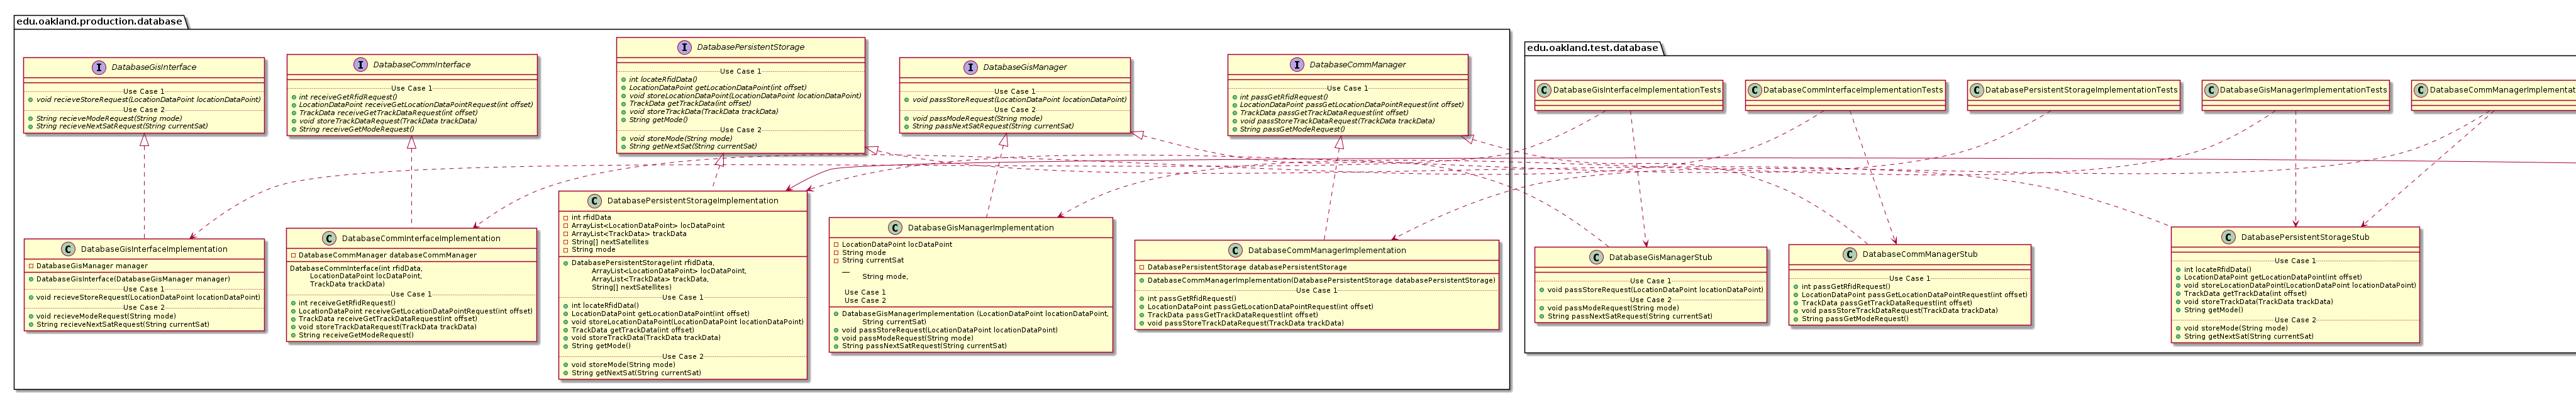 edu.oakland.production.database
I DatabaseGisInterface
Use Case 1
void recieveStoreRequest(LocationDataPoint locationDataPoint)
Use Case 2
String recieveModeRequest(String mode)
String recieveNextSatRequest(String currentSat)
I DatabaseCommInterface
Use Case 1
int receiveGetRfidRequest()
LocationDataPoint receiveGetLocationDataPointRequest(int offset)
TrackData receiveGetTrackDataRequest(int offset)
void storeTrackDataRequest(TrackData trackData)
String receiveGetModeRequest()
I DatabasePersistentStorage
Use Case 1
int locateRfidData()
LocationDataPoint getLocationDataPoint(int offset)
void storeLocationDataPoint(LocationDataPoint locationDataPoint)
TrackData getTrackData(int offset)
void storeTrackData(TrackData trackData)
String getMode()
Use Case 2
void storeMode(String mode)
String getNextSat(String currentSat)
I DatabaseGisManager
Use Case 1
void passStoreRequest(LocationDataPoint locationDataPoint)
Use Case 2
void passModeRequest(String mode)
String passNextSatRequest(String currentSat)
I DatabaseCommManager
Use Case 1
int passGetRfidRequest()
LocationDataPoint passGetLocationDataPointRequest(int offset)
TrackData passGetTrackDataRequest(int offset)
void passStoreTrackDataRequest(TrackData trackData)
String passGetModeRequest()
C DatabaseGisInterfaceImplementation
DatabaseGisManager manager
DatabaseGisInterface(DatabaseGisManager manager)
Use Case 1
void recieveStoreRequest(LocationDataPoint locationDataPoint)
Use Case 2
void recieveModeRequest(String mode)
String recieveNextSatRequest(String currentSat)
C DatabaseCommInterfaceImplementation
DatabaseCommManager databaseCommManager
DatabaseCommInterface(int rfidData,
LocationDataPoint locDataPoint,
TrackData trackData)
Use Case 1
int receiveGetRfidRequest()
LocationDataPoint receiveGetLocationDataPointRequest(int offset)
TrackData receiveGetTrackDataRequest(int offset)
void storeTrackDataRequest(TrackData trackData)
String receiveGetModeRequest()
C DatabasePersistentStorageImplementation
int rfidData
ArrayList<LocationDataPoint> locDataPoint
ArrayList<TrackData> trackData
String[] nextSatellites
String mode
DatabasePersistentStorage(int rfidData,
ArrayList<LocationDataPoint> locDataPoint,
ArrayList<TrackData> trackData,
String[] nextSatellites)
Use Case 1
int locateRfidData()
LocationDataPoint getLocationDataPoint(int offset)
void storeLocationDataPoint(LocationDataPoint locationDataPoint)
TrackData getTrackData(int offset)
void storeTrackData(TrackData trackData)
String getMode()
Use Case 2
void storeMode(String mode)
String getNextSat(String currentSat)
C DatabaseGisManagerImplementation
LocationDataPoint locDataPoint
String mode
String currentSat
String mode,
Use Case 1
Use Case 2
DatabaseGisManagerImplementation (LocationDataPoint locationDataPoint,
String currentSat)
void passStoreRequest(LocationDataPoint locationDataPoint)
void passModeRequest(String mode)
String passNextSatRequest(String currentSat)
C DatabaseCommManagerImplementation
DatabasePersistentStorage databasePersistentStorage
DatabaseCommManagerImplementation(DatabasePersistentStorage databasePersistentStorage)
Use Case 1
int passGetRfidRequest()
LocationDataPoint passGetLocationDataPointRequest(int offset)
TrackData passGetTrackDataRequest(int offset)
void passStoreTrackDataRequest(TrackData trackData)
edu.oakland.test.database
C DatabaseGisInterfaceImplementationTests
C DatabaseCommInterfaceImplementationTests
C DatabasePersistentStorageImplementationTests
C DatabaseGisManagerImplementationTests
C DatabaseCommManagerImplementat
C DatabaseGisManagerStub
Use Case 1
void passStoreRequest(LocationDataPoint locationDataPoint)
Use Case 2
void passModeRequest(String mode)
String passNextSatRequest(String currentSat)
C DatabaseCommManagerStub
Use Case 1
int passGetRfidRequest()
LocationDataPoint passGetLocationDataPointRequest(int offset)
TrackData passGetTrackDataRequest(int offset)
void passStoreTrackDataRequest(TrackData trackData)
String passGetModeRequest()
C DatabasePersistentStorageStub
Use Case 1
int locateRfidData()
LocationDataPoint getLocationDataPoint(int offset)
void storeLocationDataPoint(LocationDataPoint locationDataPoint)
TrackData getTrackData(int offset)
void storeTrackData(TrackData trackData)
String getMode()
Use Case 2
void storeMode(String mode)
String getNextSat(String currentSat)